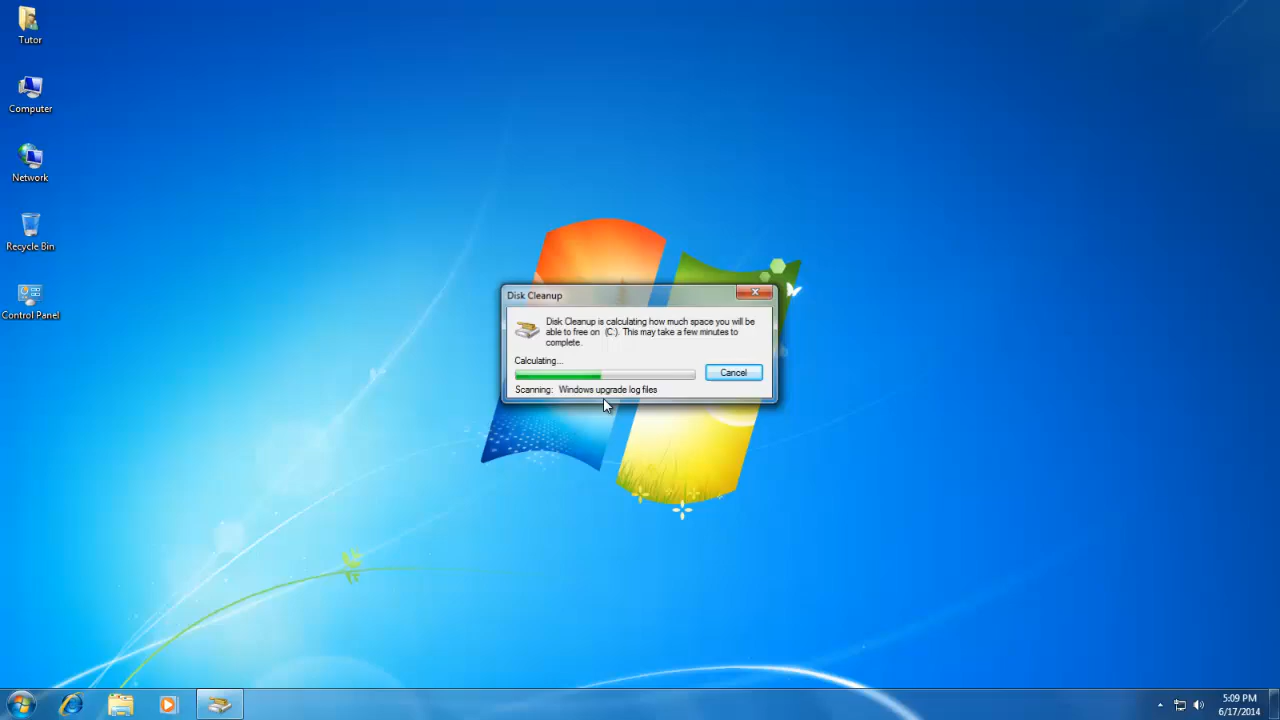 Tutor
Computer
Network
Recycle Bin
Control Panel
Disk Cleanup
Disk Cleanup is calculating how much space you will be
able to free on (C:). This may take a few minutes to
complete.
Calculating...
Cancel
Scanning: Windows upgrade log files
5:09 PM
6/17/2014